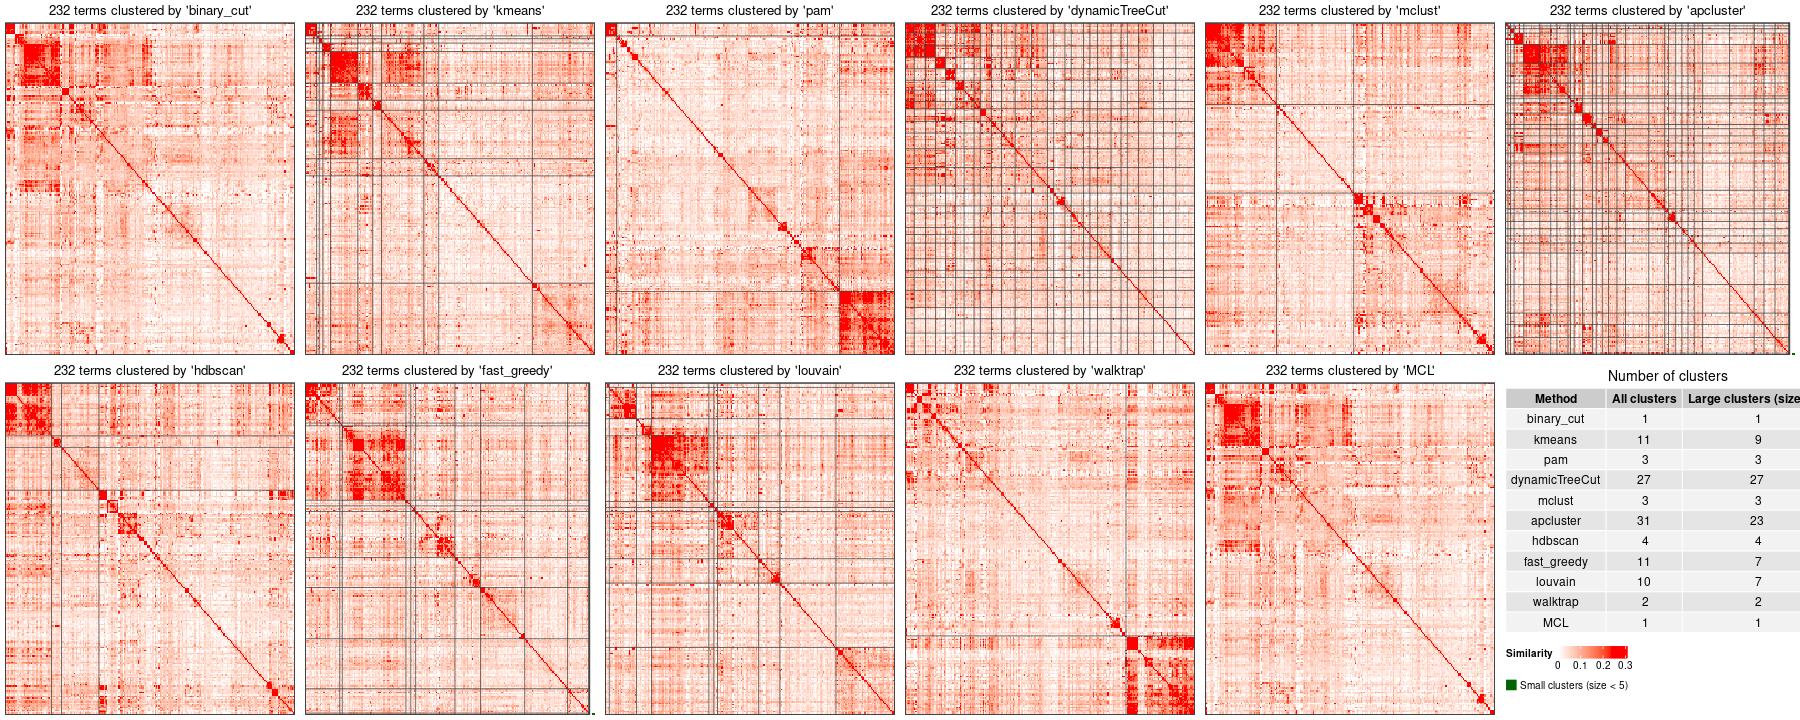 232 terms clustered by 'binary_cut'
232 terms clustered by 'kmeans'
232 terms clustered by 'pam'
232 terms clustered by 'dynamicTreeCut'
232 terms clustered by 'mclust'
232 terms clustered by 'apcluster'
232 terms clustered by 'hdbscan'
232 terms clustered by 'fast_greedy'
232 terms clustered by 'louvain'
232 terms clustered by 'walktrap'
232 terms clustered by 'MCL'
Number of clusters
Method All clusters Large clusters (size
binary_cut 1 1
kmeans 11 9
pam 3 3
dynamicTreeCut 27 27
mclust 3 3
apcluster 31 23
hdbscan 4 4
fast_greedy 11 7
louvain 10 7
walktrap 2 2
MCL 1 1
Similarity
0 0.1 0.2 0.3
Small clusters (size < 5)